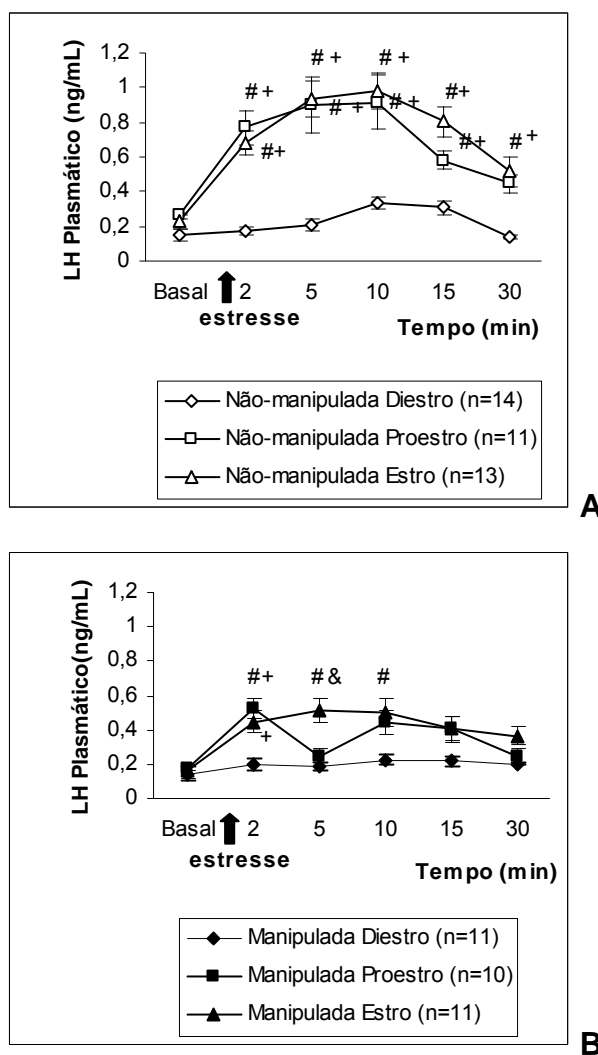 LH Plasmático (ng/mL)
1,2
1
0,8
0,6
0,4
0,2
0
#+ #+ #+ #+ #+
#+ #+ #+ #+
Basal 2 5 10 15 30
estresse
Tempo (min)
Não-manipulada Diestro (n=14)
Não-manipulada Proestro (n=11)
Não-manipulada Estro (n=13)
A
LH Plasmático(ng/mL)
1,2
1
0,8
0,6
0,4
0,2
0
#+ #& #
+
Basal 2 5 10 15 30
estresse
Tempo (min)
Manipulada Diestro (n=11)
Manipulada Proestro (n=10)
Manipulada Estro (n=11)
B